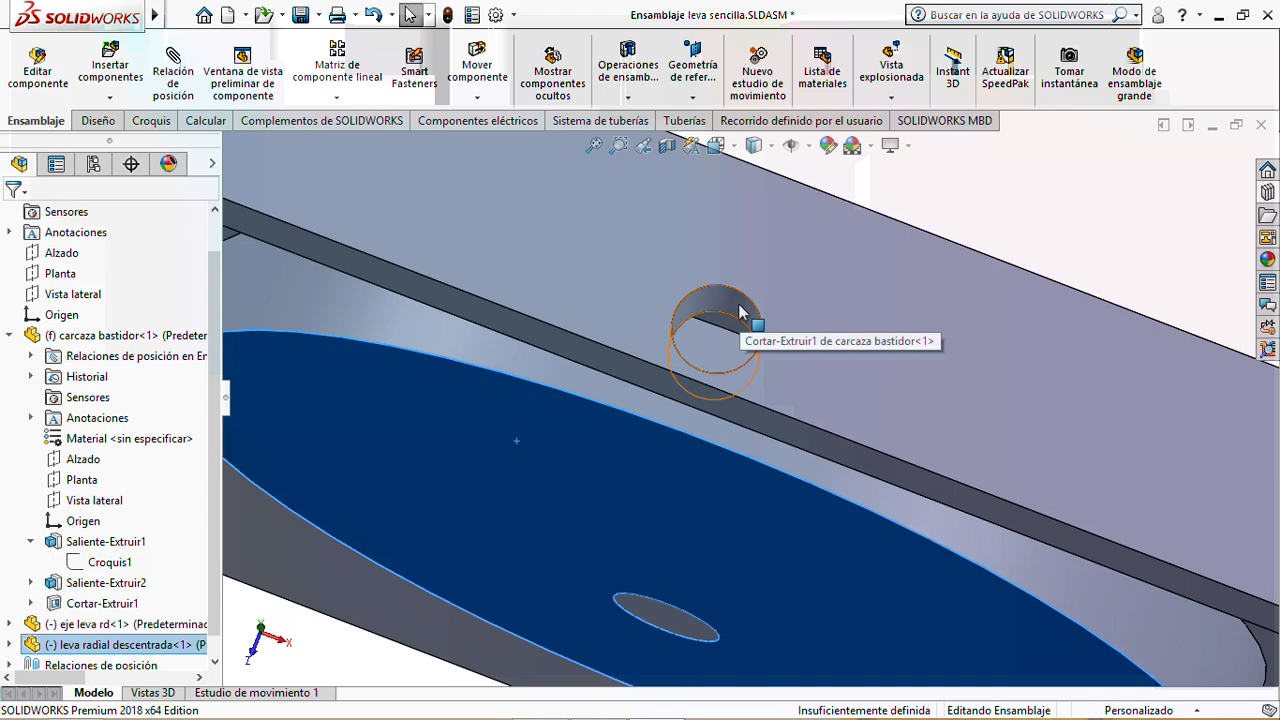 SOLIDWORKS
Ensamblaje leva sencilla.SLDASM *
Buscar en la ayuda de SOLIDWORKS
Editar componente
Insertar componentes
Relación de posición
Ventana de vista preliminar de componente
Matriz de componente lineal
Smart Fasteners
Mover componente
Mostrar componentes ocultos
Operaciones de ensamb...
Geometría de refer...
Nuevo estudio de movimiento
Lista de materiales
Vista explosionada
Instant 3D
Actualizar SpeedPak
Tomar instantánea
Modo de ensamblaje grande
Ensamblaje
Diseño
Croquis
Calcular
Complementos de SOLIDWORKS
Componentes eléctricos
Sistema de tuberías
Tuberías
Recorrido definido por el usuario
SOLIDWORKS MBD
Sensores
Anotaciones
Alzado
Planta
Vista lateral
Origen
(f) carcaza bastidor<1> (Predetern
Relaciones de posición en En
Historial
Sensores
Anotaciones
Material <sin especificar>
Alzado
Planta
Vista lateral
Origen
Saliente-Extruir1
Croquis1
Saliente-Extruir2
Cortar-Extruir1
(-) eje leva rd<1> (Predeterminac
(-) leva radial descentrada<1> (P
Relaciones de posición
Cortar-Extruir1 de carcaza bastidor<1>
Y
X
Z
Modelo
Vistas 3D
Estudio de movimiento 1
SOLIDWORKS Premium 2018 x64 Edition
Insuficientemente definida
Editando Ensamblaje
Personalizado